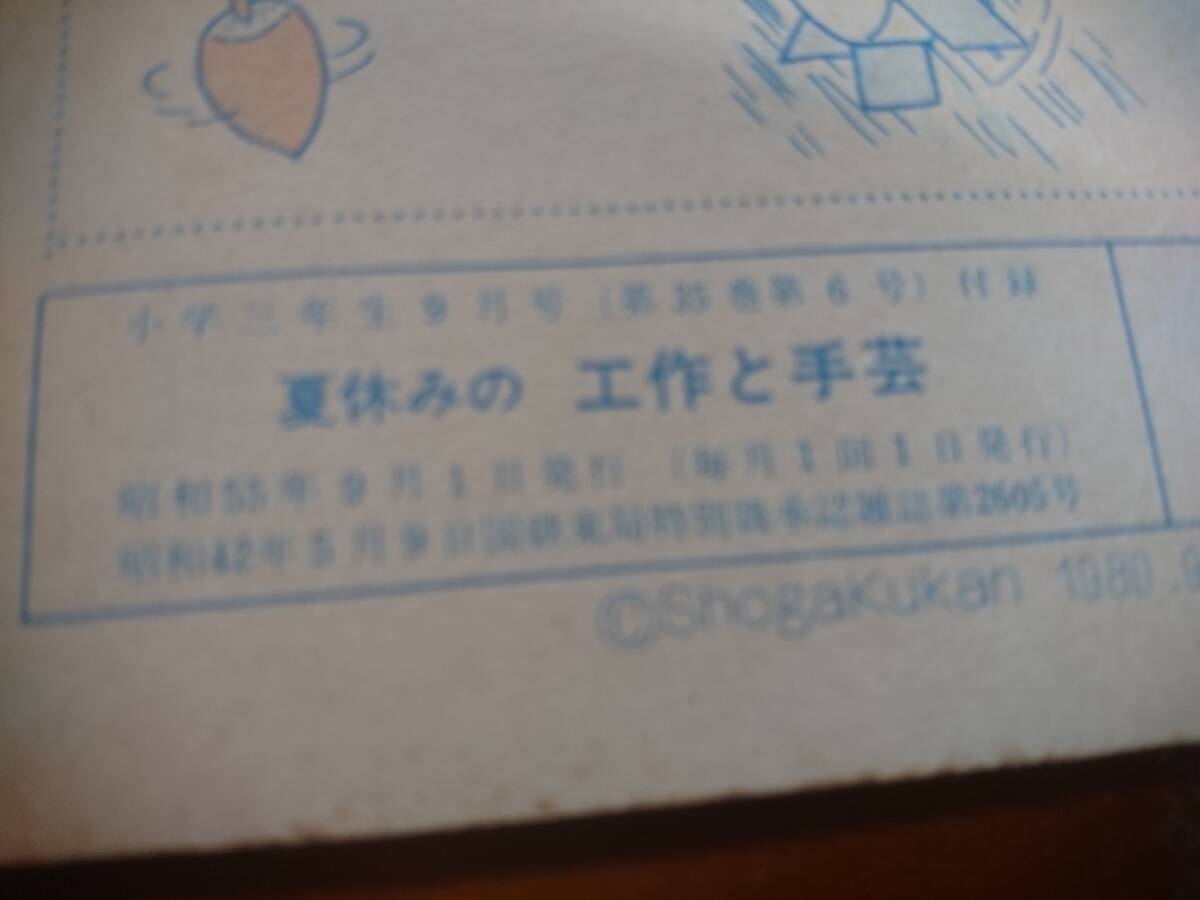 小学三年生9月号（第35巻第6号）付録
夏休みの 工作と手芸
昭和55年9月1日発行（毎月1回1日発行）
昭和42年5月9日国鉄東局特別扱承認雑誌第2605号
©Shogakukan 1980.9